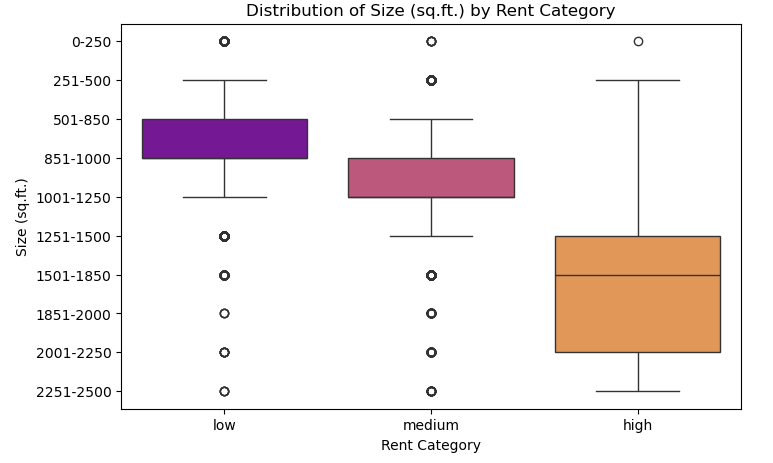 Distribution of Size (sq.ft.) by Rent Category
Size (sq.ft.)
0-250
251-500
501-850
851-1000
1001-1250
1251-1500
1501-1850
1851-2000
2001-2250
2251-2500
low medium high
Rent Category